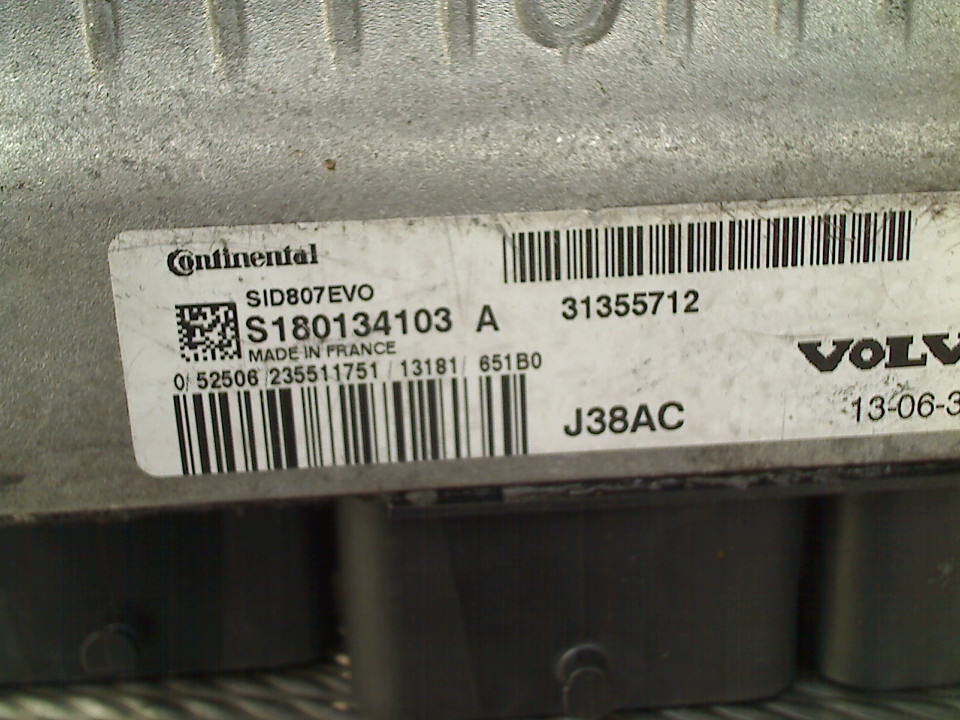 Continental
SID807EVO
S180134103 A
MADE IN FRANCE
0 52506 235511751 13181 651B0
31355712
VOLV
J38AC
13-06-3